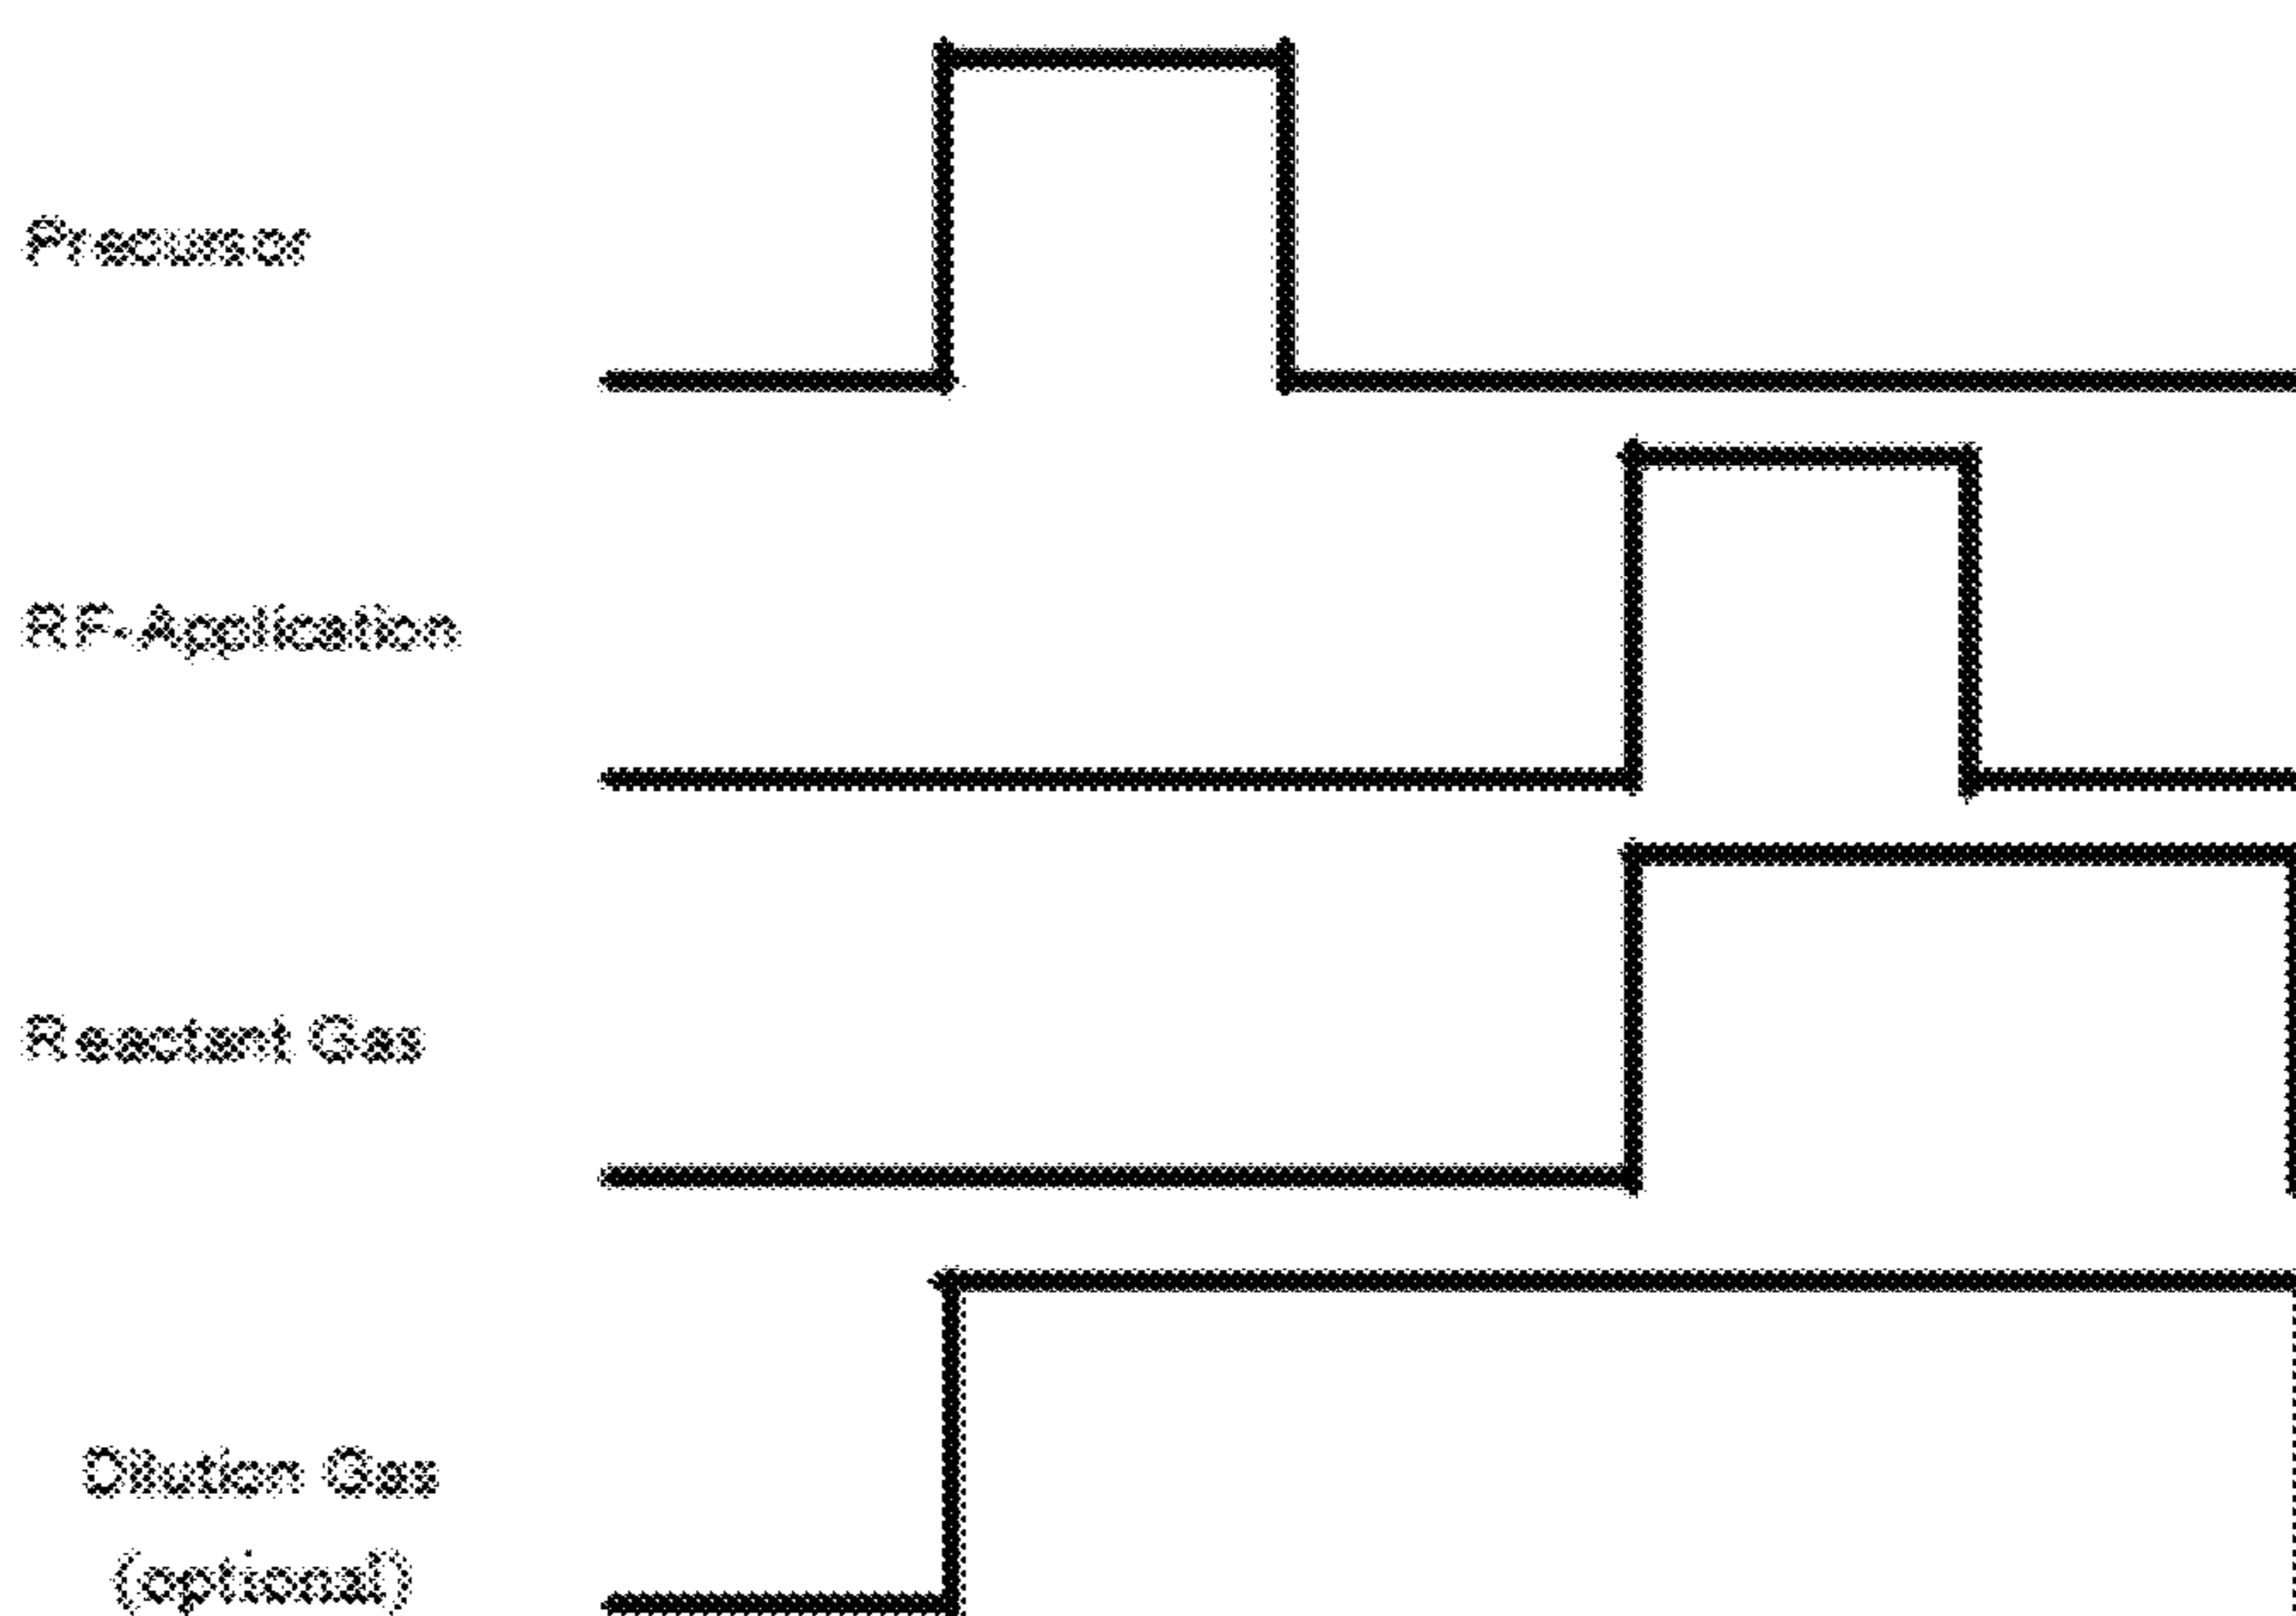 Precursor
RF-Application
Reactant Gas
Dilution Gas
(optional)